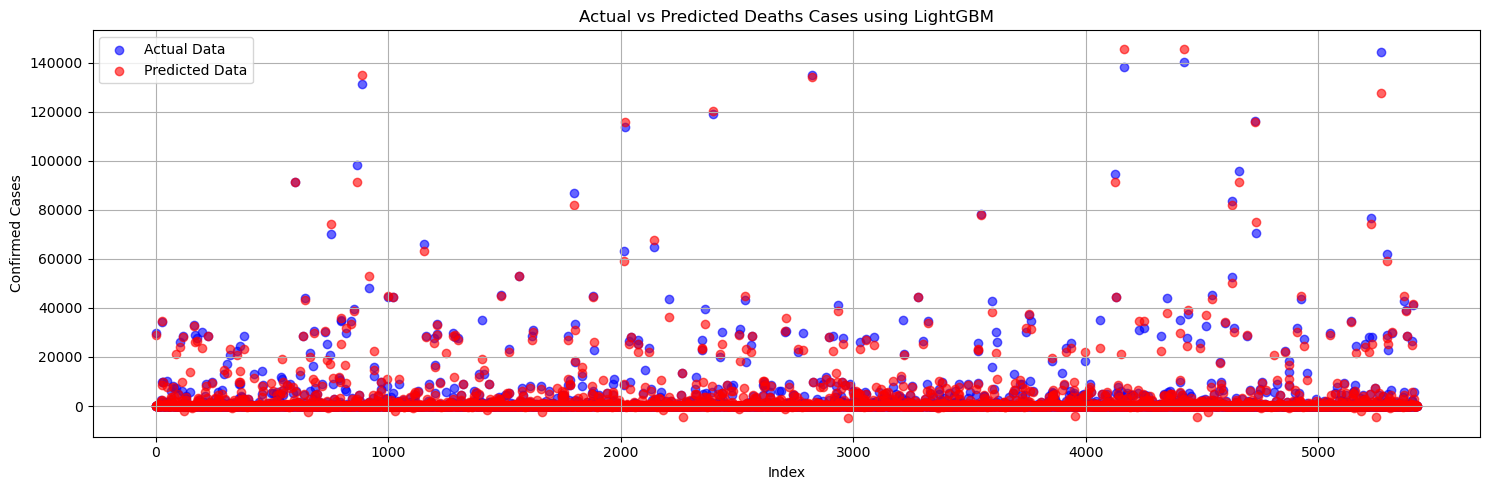 Actual vs Predicted Deaths Cases using LightGBM
Actual Data
Predicted Data
Confirmed Cases
140000
120000
100000
80000
60000
40000
20000
0
0 1000 2000 3000 4000 5000
Index